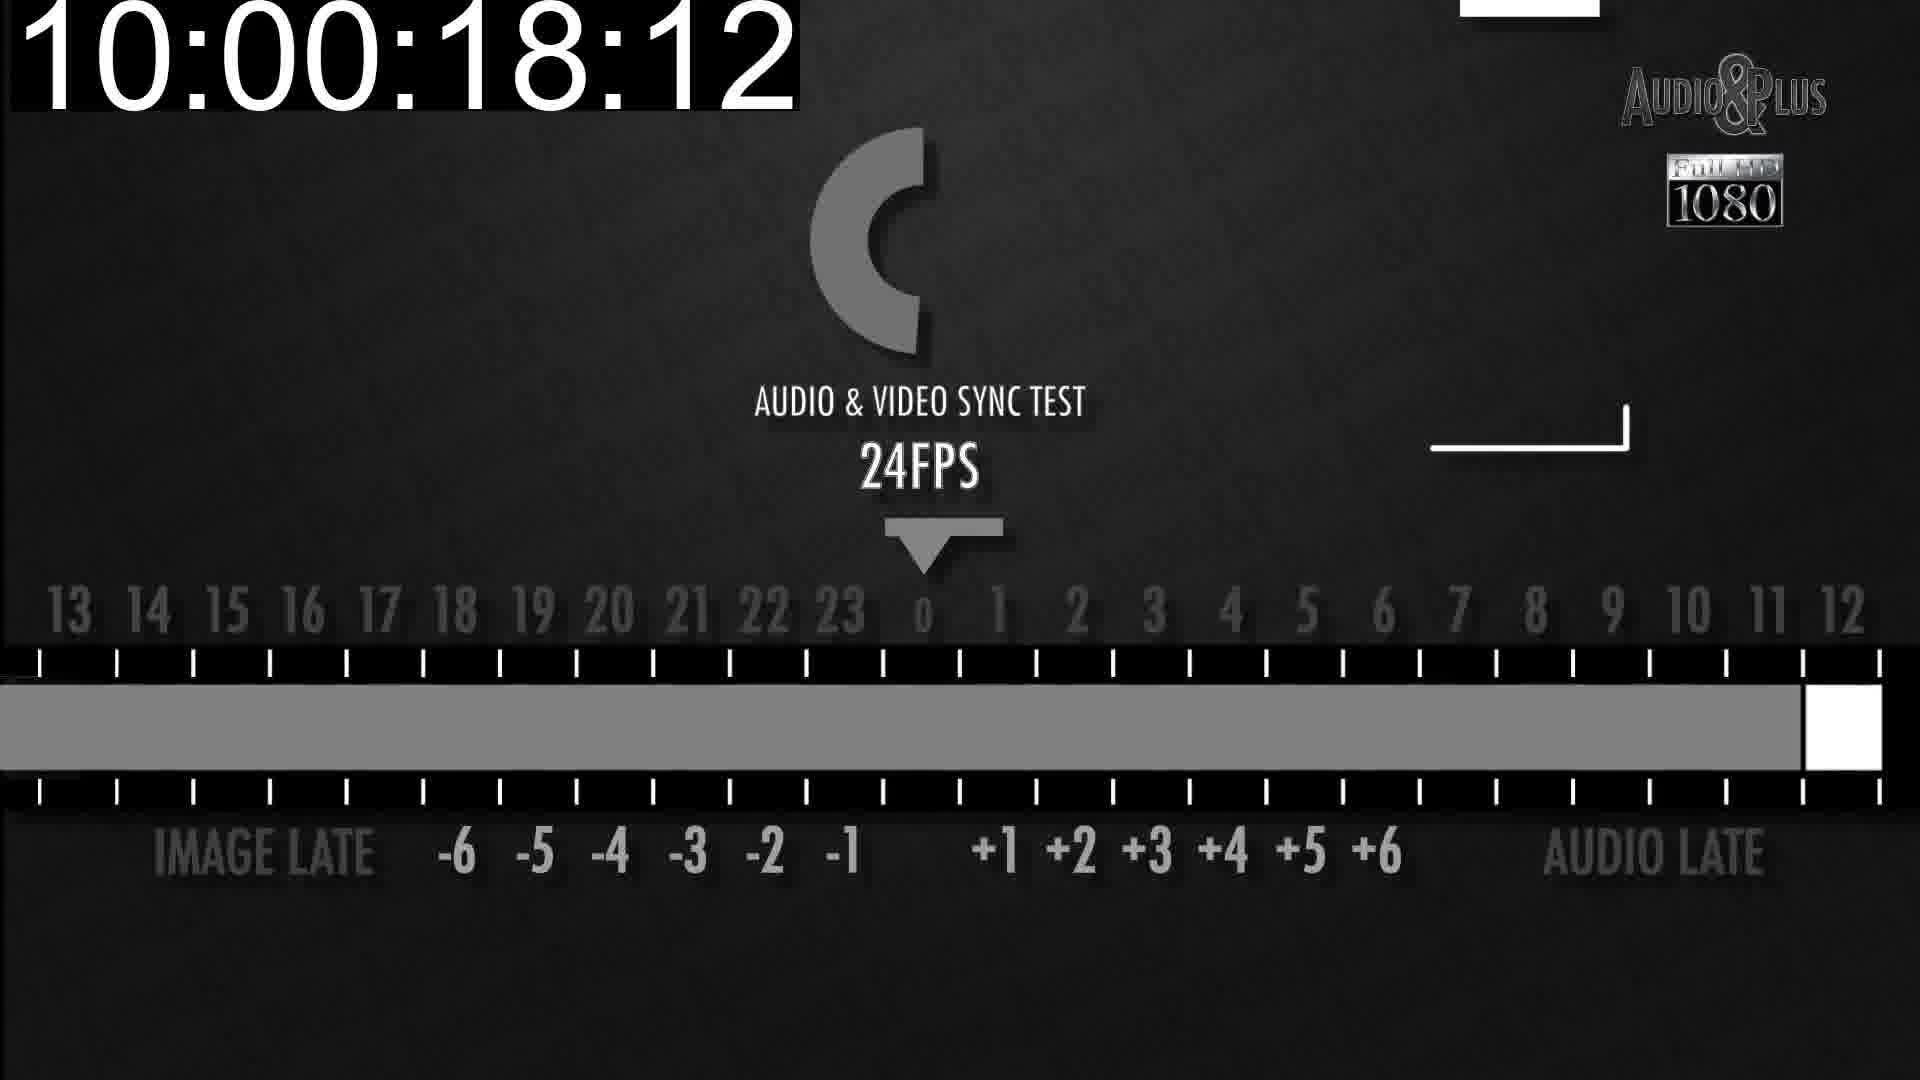 10:00:18:12
AUDIO&PLUS
Full HD
1080
AUDIO & VIDEO SYNC TEST
24FPS
13 14 15 16 17 18 19 20 21 22 23 0 1 2 3 4 5 6 7 8 9 10 11 12
IMAGE LATE -6 -5 -4 -3 -2 -1 +1 +2 +3 +4 +5 +6 AUDIO LATE